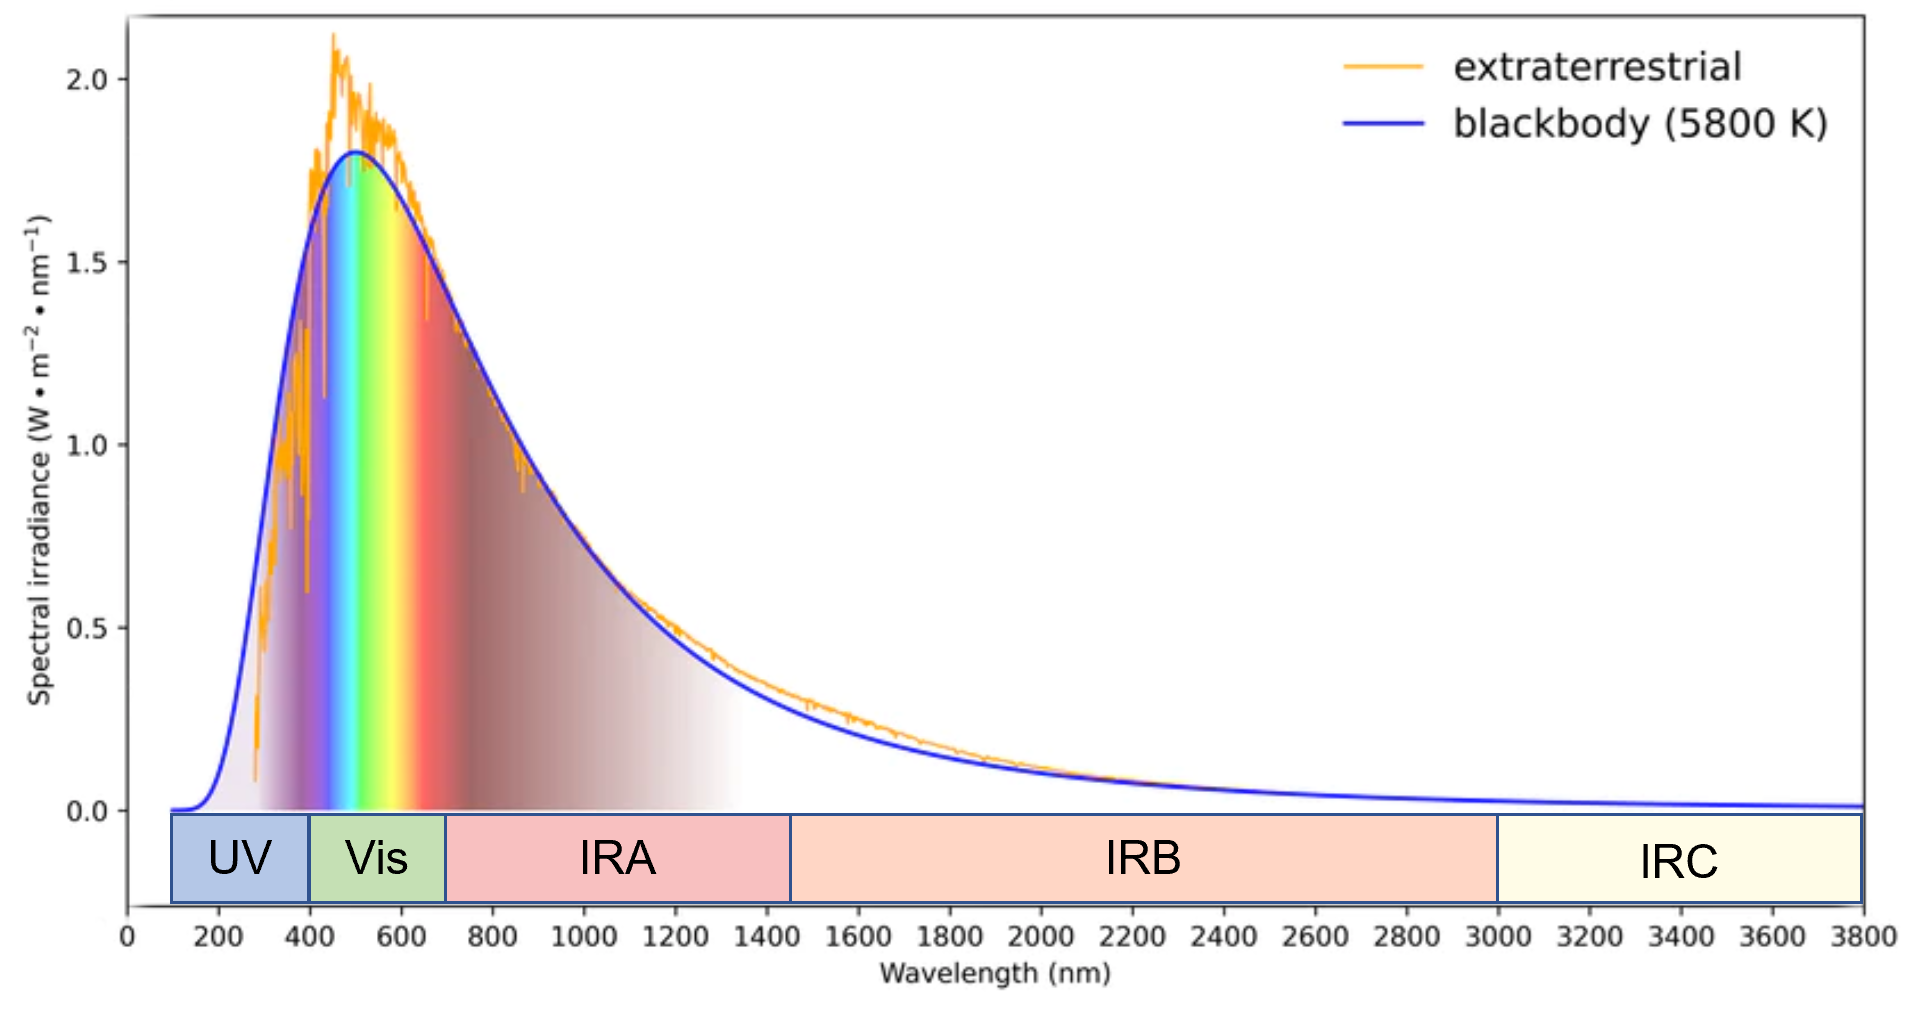 extraterrestrial
blackbody (5800 K)
2.0
1.5
1.0
0.5
0.0
Spectral irradiance (W • m⁻² • nm⁻¹)
UV Vis IRA IRB IRC
0 200 400 600 800 1000 1200 1400 1600 1800 2000 2200 2400 2600 2800 3000 3200 3400 3600 3800
Wavelength (nm)